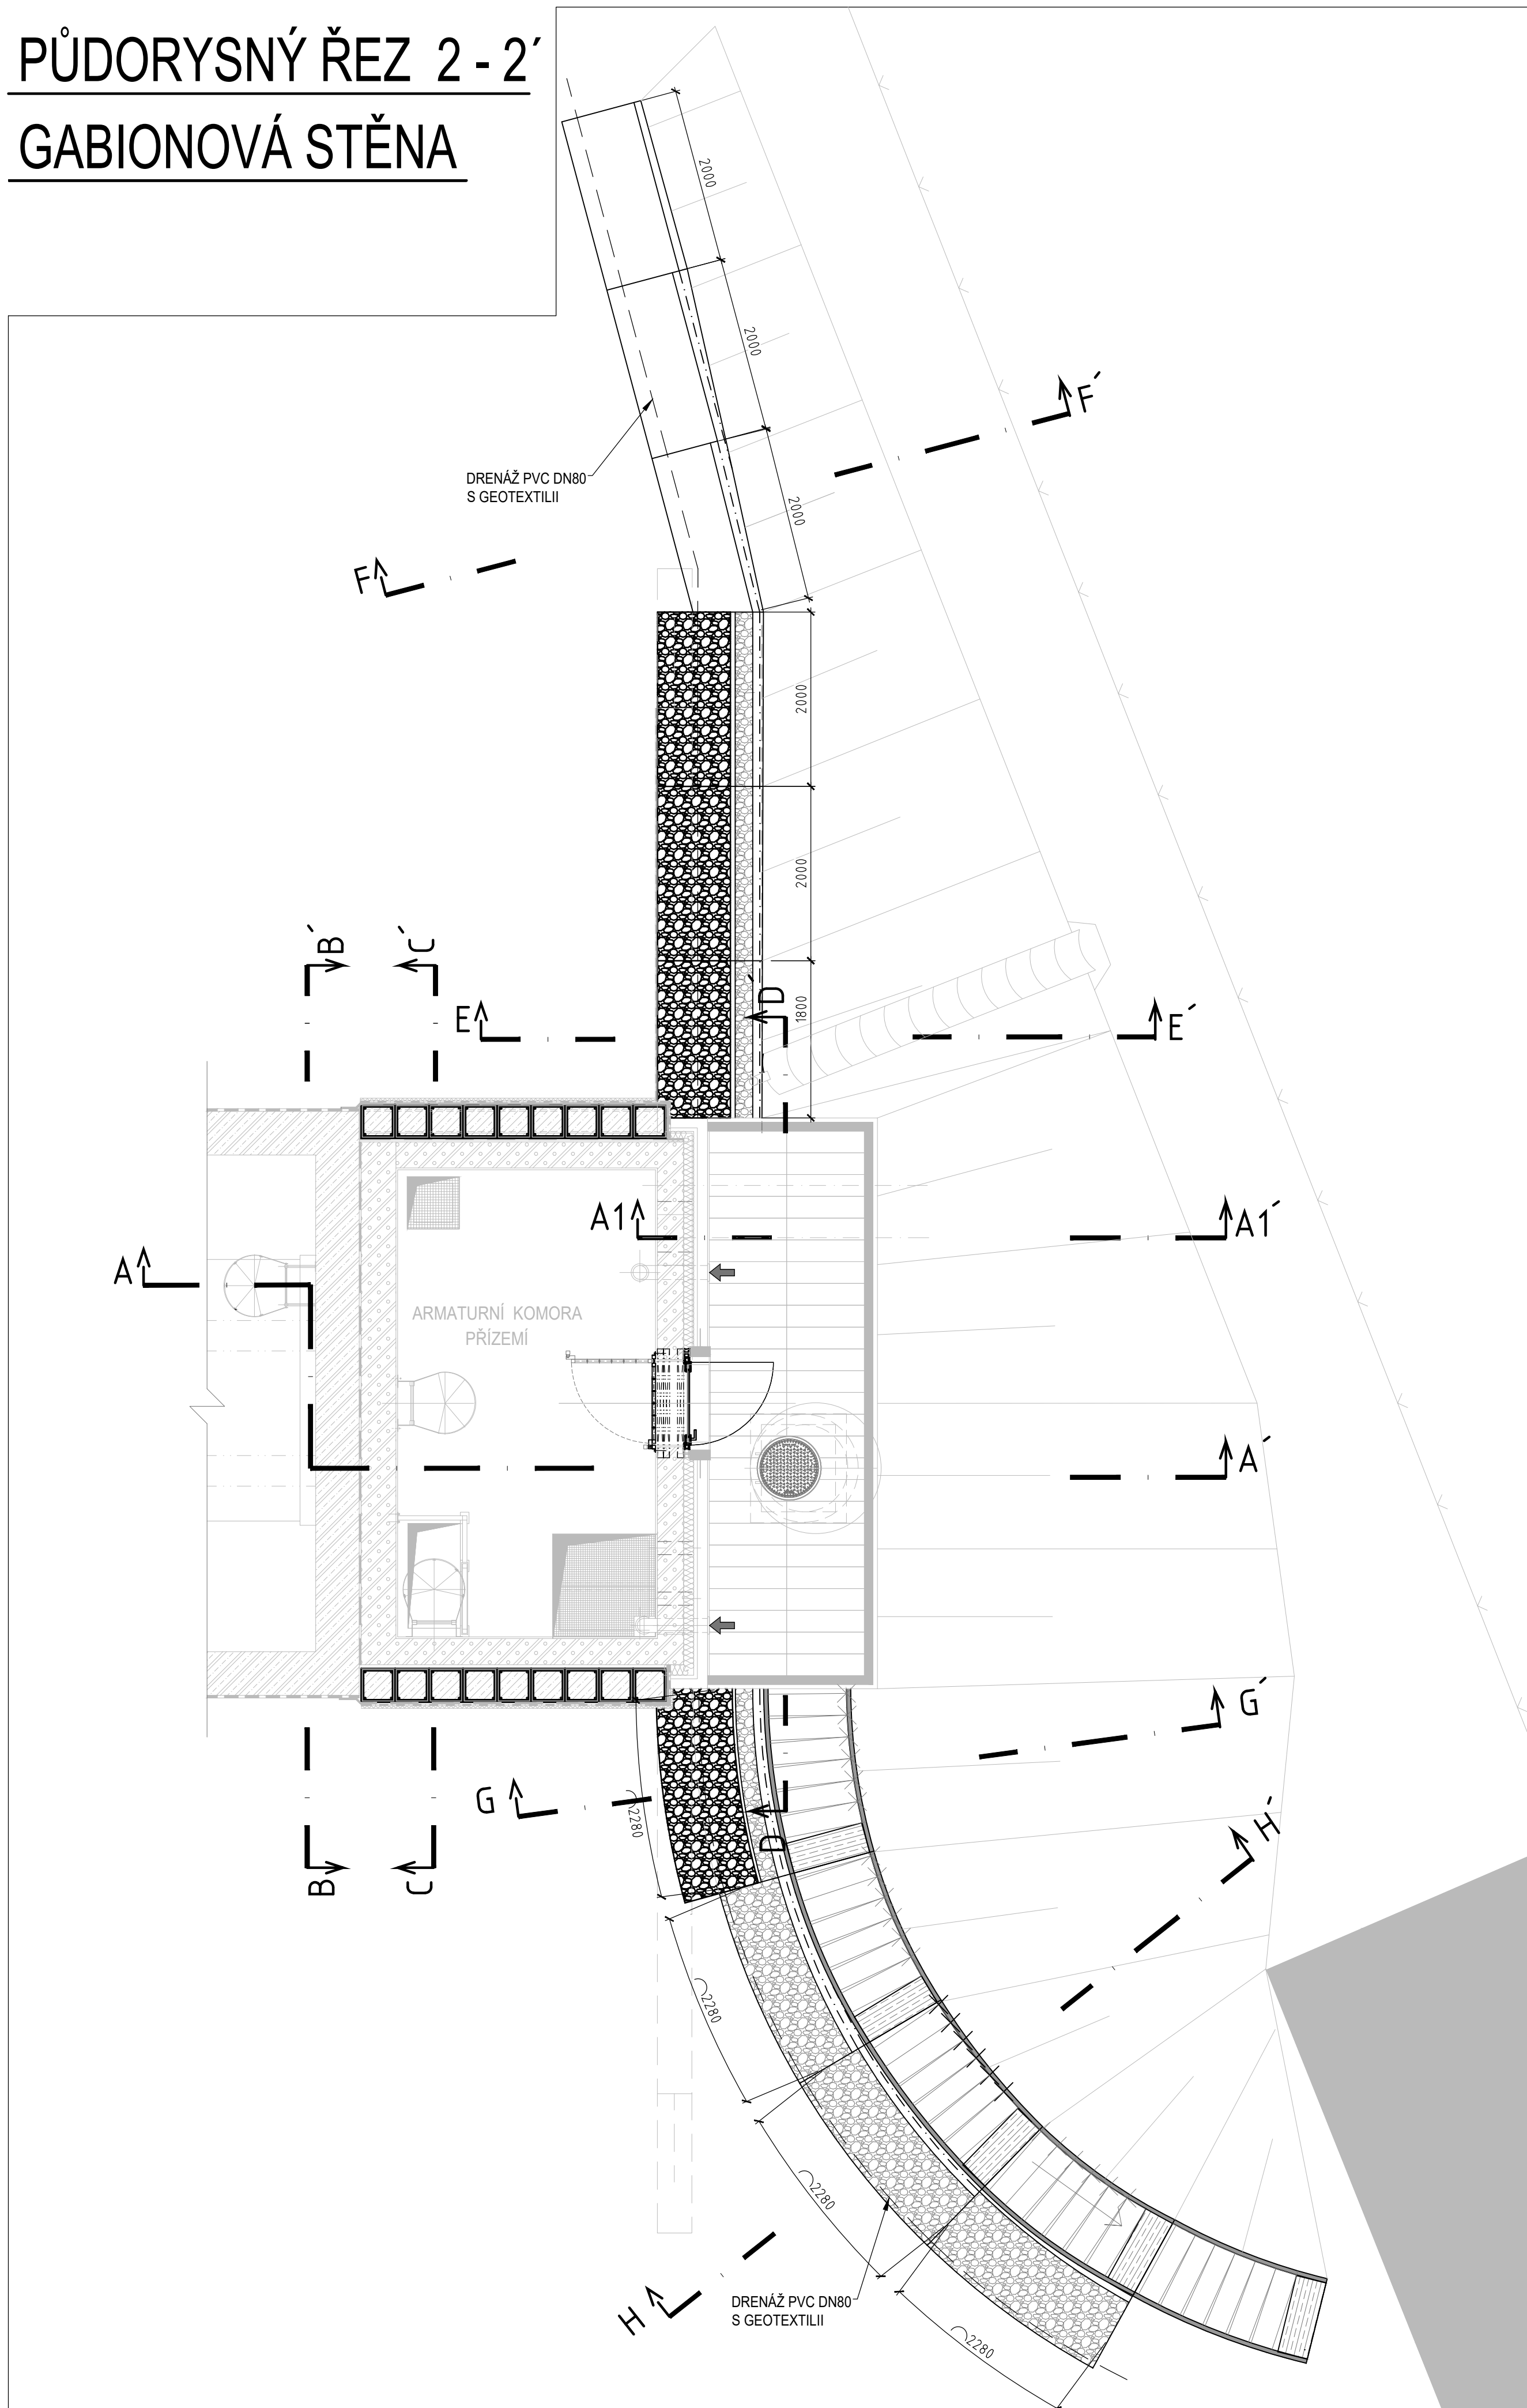 PŮDORYSNÝ ŘEZ 2 - 2´
GABIONOVÁ STĚNA
2000
2000
F´
DRENÁŽ PVC DN80
S GEOTEXTILII
2000
F
2000
2000
B´
C´
D´
1800
E
E´
A1
A1´
A
ARMATURNÍ KOMORA
PŘÍZEMÍ
A´
G´
G
2280
H´
D
B
C
2280
2280
H
DRENÁŽ PVC DN80
S GEOTEXTILII
2280